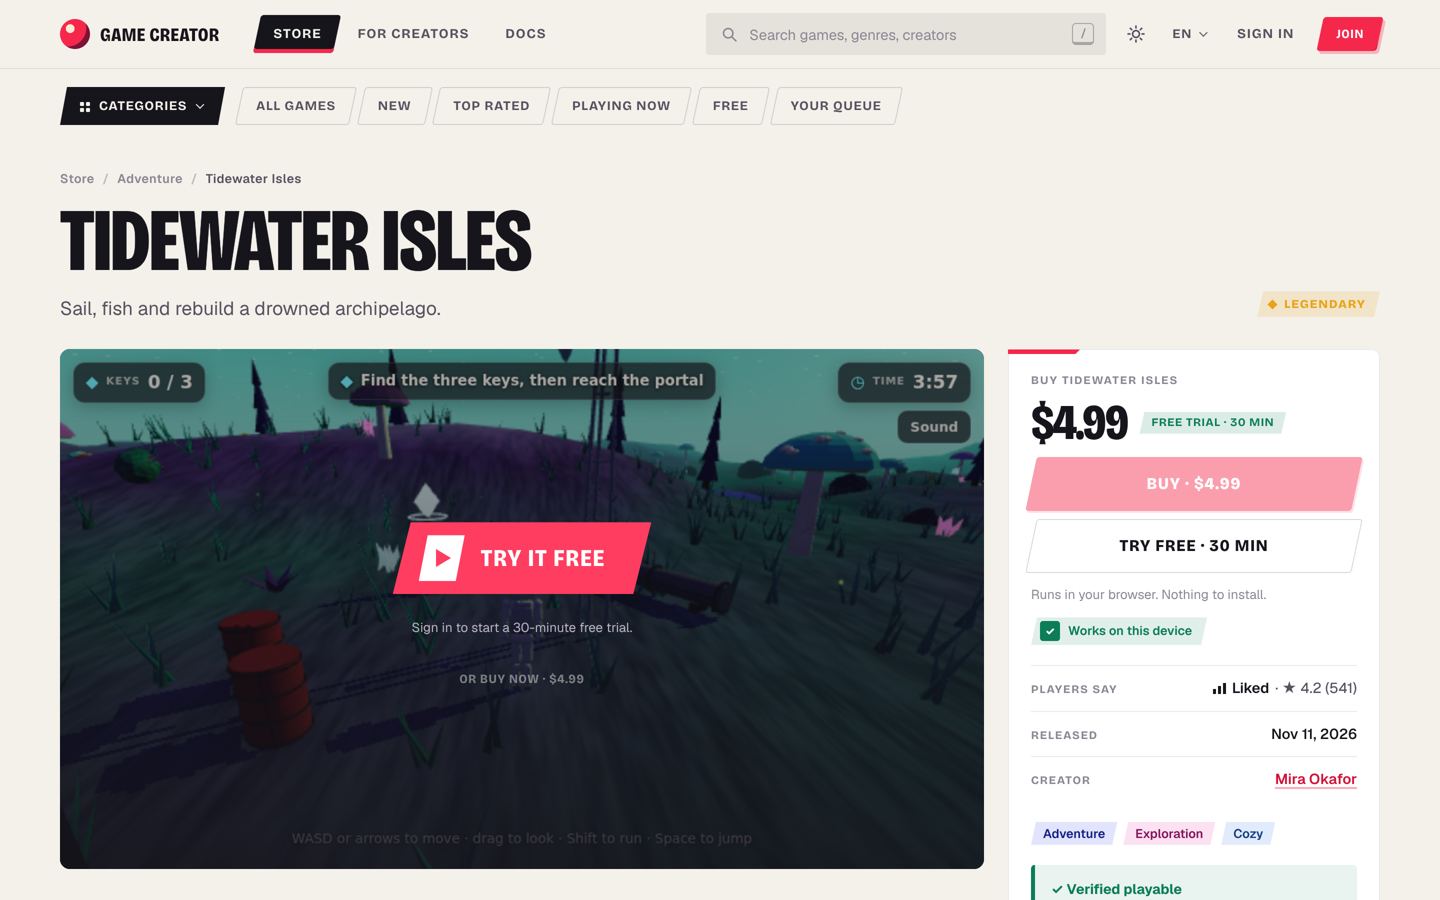 GAME CREATOR
STORE
FOR CREATORS
DOCS
Search games, genres, creators
/
EN
SIGN IN
JOIN
CATEGORIES
ALL GAMES
NEW
TOP RATED
PLAYING NOW
FREE
YOUR QUEUE
Store / Adventure / Tidewater Isles
TIDEWATER ISLES
Sail, fish and rebuild a drowned archipelago.
◆ LEGENDARY
◆ KEYS 0 / 3
◆ Find the three keys, then reach the portal
TIME 3:57
Sound
TRY IT FREE
Sign in to start a 30-minute free trial.
OR BUY NOW · $4.99
WASD or arrows to move · drag to look · Shift to run · Space to jump
BUY TIDEWATER ISLES
$4.99
FREE TRIAL · 30 MIN
BUY · $4.99
TRY FREE · 30 MIN
Runs in your browser. Nothing to install.
Works on this device
PLAYERS SAY
Liked · ★ 4.2 (541)
RELEASED
Nov 11, 2026
CREATOR
Mira Okafor
Adventure
Exploration
Cozy
✓ Verified playable